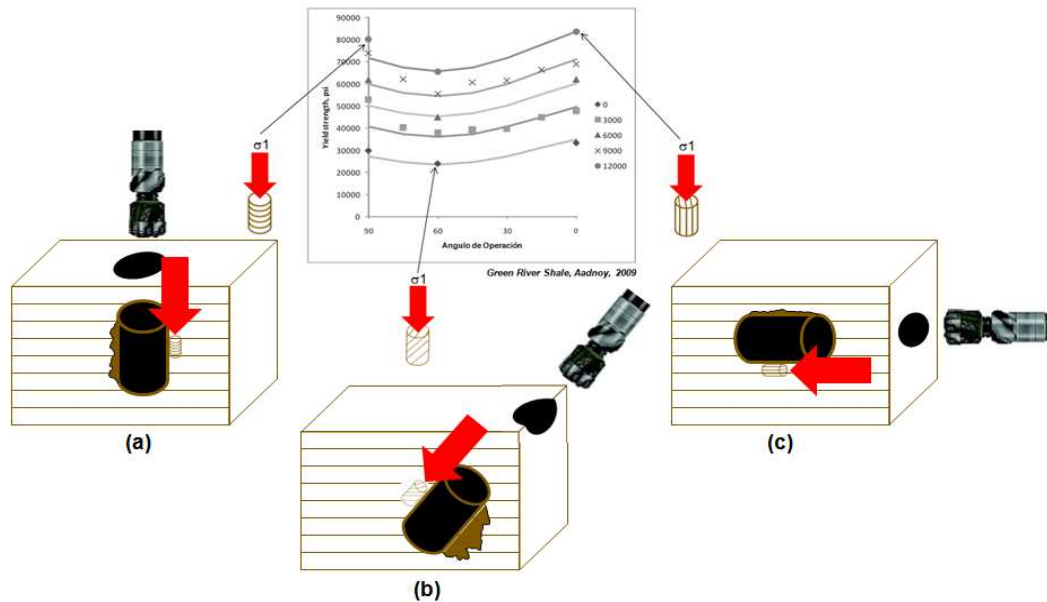 90000
80000
70000
60000
50000
40000
30000
20000
10000
0
Yield strength, psi
90
60
30
0
Angulo de Operación
0
3000
6000
9000
12000
Green River Shale, Aadnoy, 2009
σ1
σ1
σ1
(a)
(b)
(c)